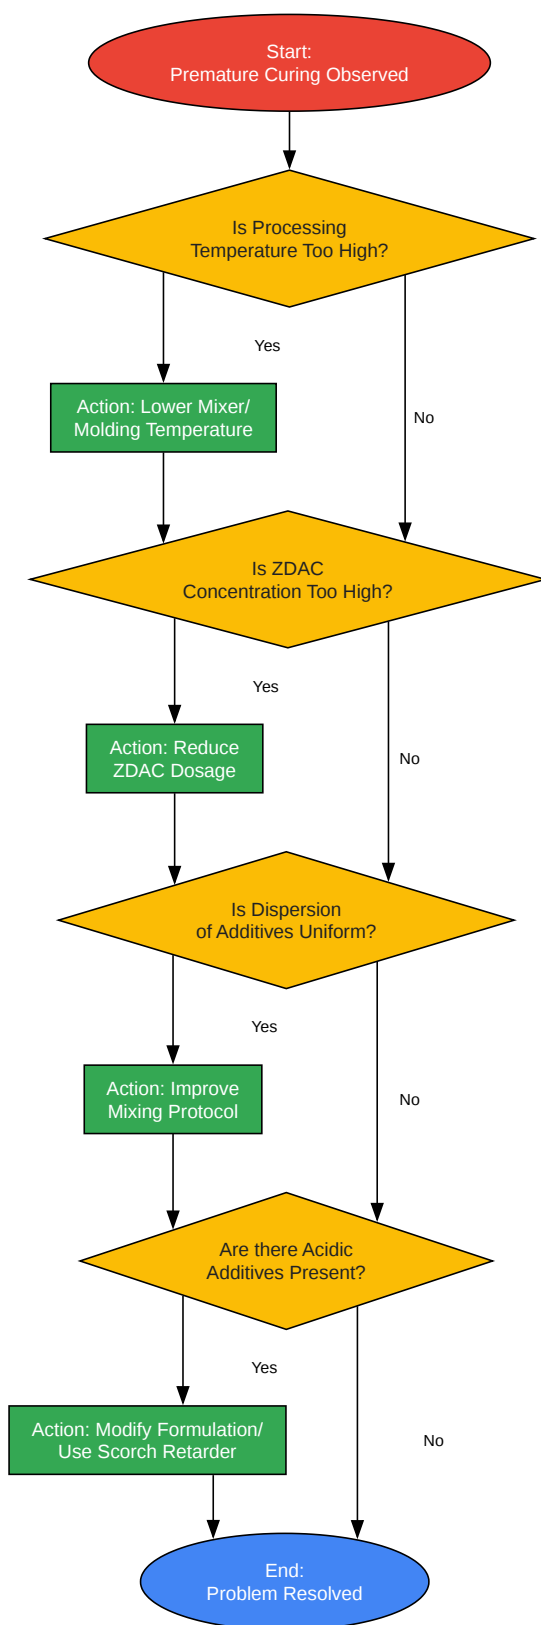 Start:
Premature Curing Observed
Is Processing
Temperature Too High?
Yes
Action: Lower Mixer/
Molding Temperature
No
Is ZDAC
Concentration Too High?
Yes
Action: Reduce
ZDAC Dosage
No
Is Dispersion
of Additives Uniform?
Yes
Action: Improve
Mixing Protocol
No
Are there Acidic
Additives Present?
Yes
Action: Modify Formulation/
Use Scorch Retarder
No
End:
Problem Resolved